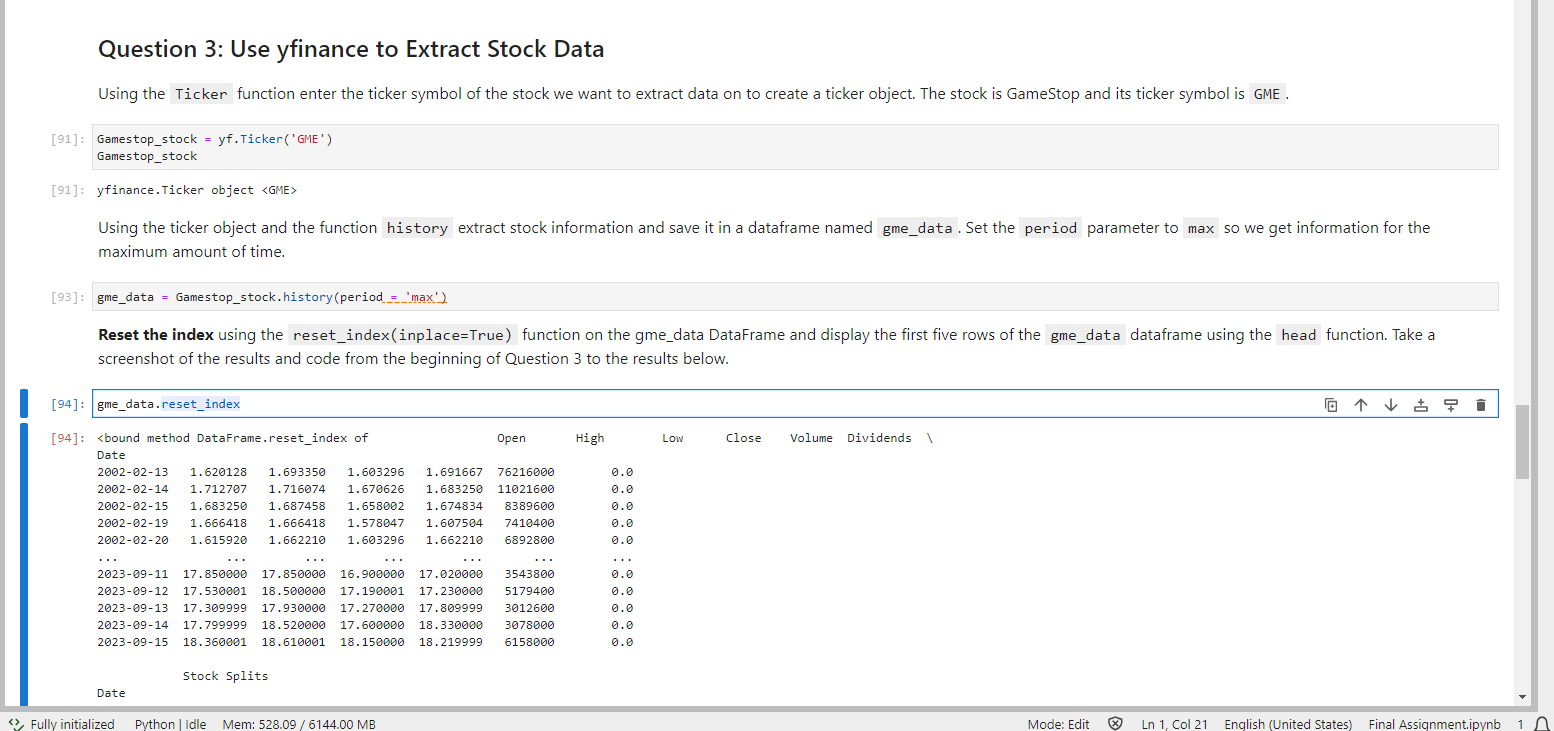 Question 3: Use yfinance to Extract Stock Data
Using the Ticker function enter the ticker symbol of the stock we want to extract data on to create a ticker object. The stock is GameStop and its ticker symbol is GME .
[91]: Gamestop_stock = yf.Ticker('GME')
Gamestop_stock
[91]: yfinance.Ticker object <GME>
Using the ticker object and the function history extract stock information and save it in a dataframe named gme_data . Set the period parameter to max so we get information for the
maximum amount of time.
[93]: gme_data = Gamestop_stock.history(period = 'max')
Reset the index using the reset_index(inplace=True) function on the gme_data DataFrame and display the first five rows of the gme_data dataframe using the head function. Take a
screenshot of the results and code from the beginning of Question 3 to the results below.
[94]: gme_data.reset_index
[94]: <bound method DataFrame.reset_index of Open High Low Close Volume Dividends \
Date
2002-02-13 1.620128 1.693350 1.603296 1.691667 76216000 0.0
2002-02-14 1.712707 1.716074 1.670626 1.683250 11021600 0.0
2002-02-15 1.683250 1.687458 1.658002 1.674834 8389600 0.0
2002-02-19 1.666418 1.666418 1.578047 1.607504 7410400 0.0
2002-02-20 1.615920 1.662210 1.603296 1.662210 6892800 0.0
... ... ... ... ... ... ...
2023-09-11 17.850000 17.850000 16.900000 17.020000 3543800 0.0
2023-09-12 17.530001 18.500000 17.190001 17.230000 5179400 0.0
2023-09-13 17.309999 17.930000 17.270000 17.809999 3012600 0.0
2023-09-14 17.799999 18.520000 17.600000 18.330000 3078000 0.0
2023-09-15 18.360001 18.610001 18.150000 18.219999 6158000 0.0
Stock Splits
Date
Fully initialized Python | Idle Mem: 528.09 / 6144.00 MB Mode: Edit Ln 1, Col 21 English (United States) Final Assignment.ipynb 1